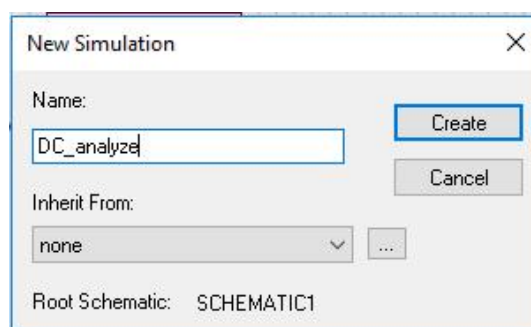 New Simulation
Name:
Create
DC_analyze
Cancel
Inherit From:
none
...
Root Schematic: SCHEMATIC1